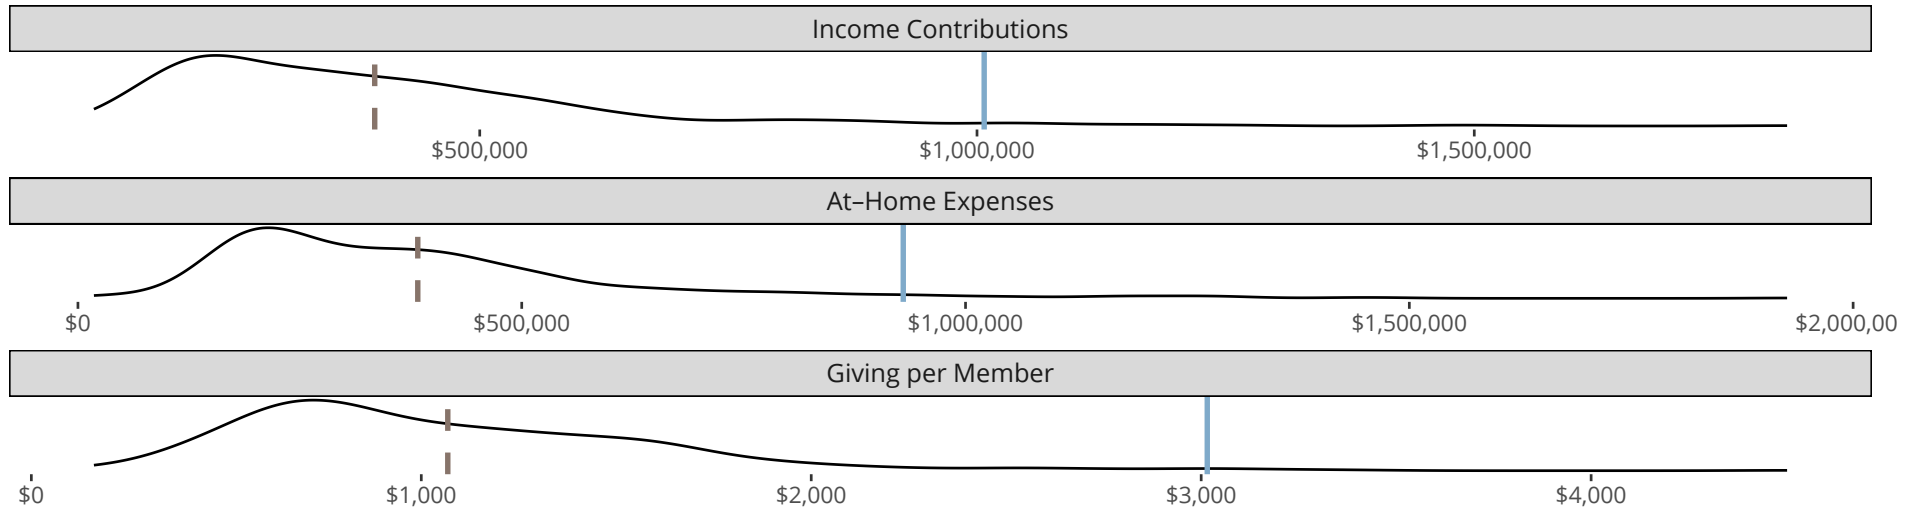 Income Contributions
$500,000 $1,000,000 $1,500,000
At–Home Expenses
$0 $500,000 $1,000,000 $1,500,000 $2,000,00
Giving per Member
$0 $1,000 $2,000 $3,000 $4,000